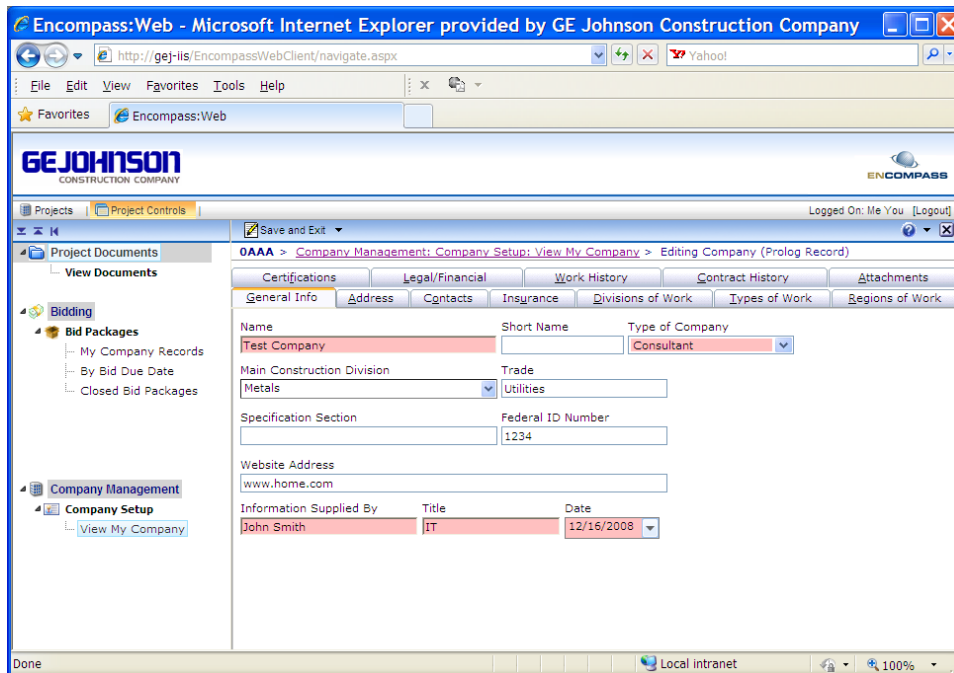 Encompass:Web - Microsoft Internet Explorer provided by GE Johnson Construction Company
http://gej-iis/EncompassWebClient/navigate.aspx
Yahoo!
File Edit View Favorites Tools Help x
Favorites Encompass:Web
GE JOHNSON
CONSTRUCTION COMPANY
ENCOMPASS
Projects | Project Controls | Logged On: Me You [Logout]
Save and Exit
Project Documents
View Documents
Bidding
Bid Packages
My Company Records
By Bid Due Date
Closed Bid Packages
Company Management
Company Setup
View My Company
0AAA > Company Management: Company Setup: View My Company > Editing Company (Prolog Record)
Certifications Legal/Financial Work History Contract History Attachments
General Info Address Contacts Insurance Divisions of Work Types of Work Regions of Work
Name Short Name Type of Company
Test Company Consultant
Main Construction Division Trade
Metals Utilities
Specification Section Federal ID Number
1234
Website Address
www.home.com
Information Supplied By Title Date
John Smith IT 12/16/2008
Done Local intranet 100%